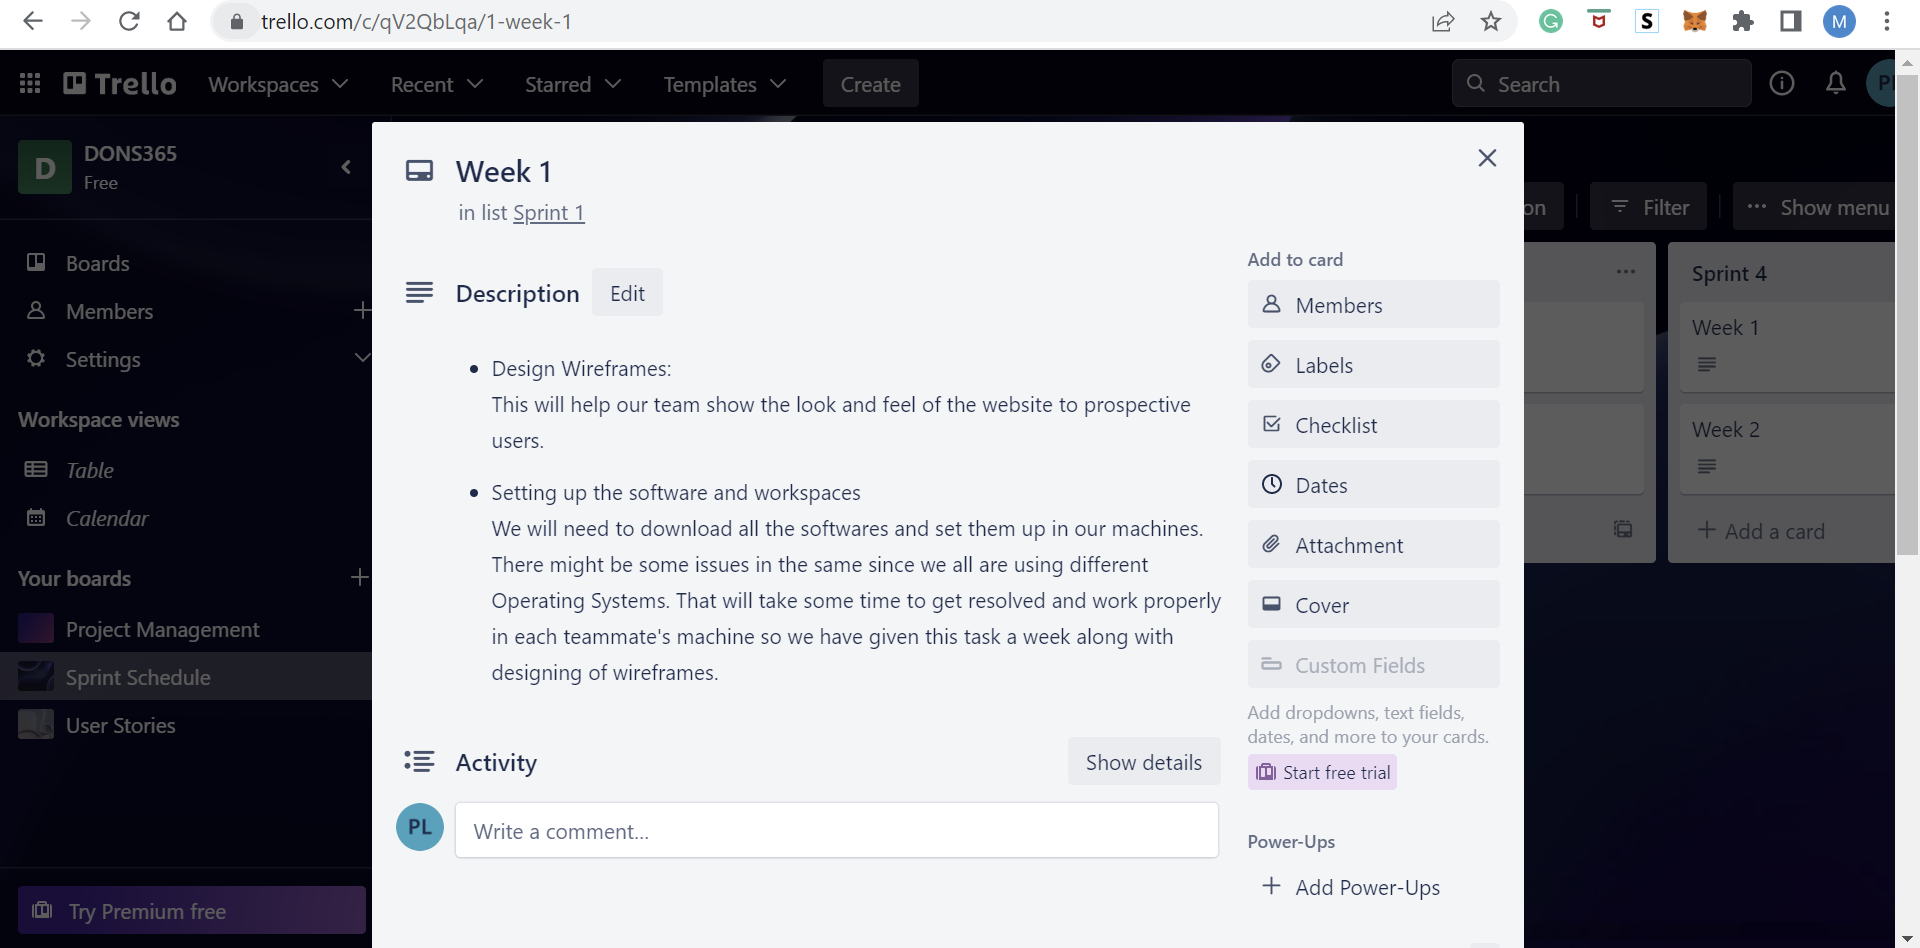 trello.com/c/qV2QbLqa/1-week-1
M
Trello
Workspaces
Recent
Starred
Templates
Create
Search
PL
D
DONS365
Free
Boards
Members
Settings
Workspace views
Table
Calendar
Your boards
Project Management
Sprint Schedule
User Stories
Try Premium free
Week 1
in list Sprint 1
Description
Edit
Design Wireframes:
This will help our team show the look and feel of the website to prospective
users.
Setting up the software and workspaces
We will need to download all the softwares and set them up in our machines.
There might be some issues in the same since we all are using different
Operating Systems. That will take some time to get resolved and work properly
in each teammate's machine so we have given this task a week along with
designing of wireframes.
Activity
Show details
PL
Write a comment…
Add to card
Members
Labels
Checklist
Dates
Attachment
Cover
Custom Fields
Add dropdowns, text fields,
dates, and more to your cards.
Start free trial
Power-Ups
Add Power-Ups
on
Filter
Show menu
Sprint 4
Week 1
Week 2
Add a card